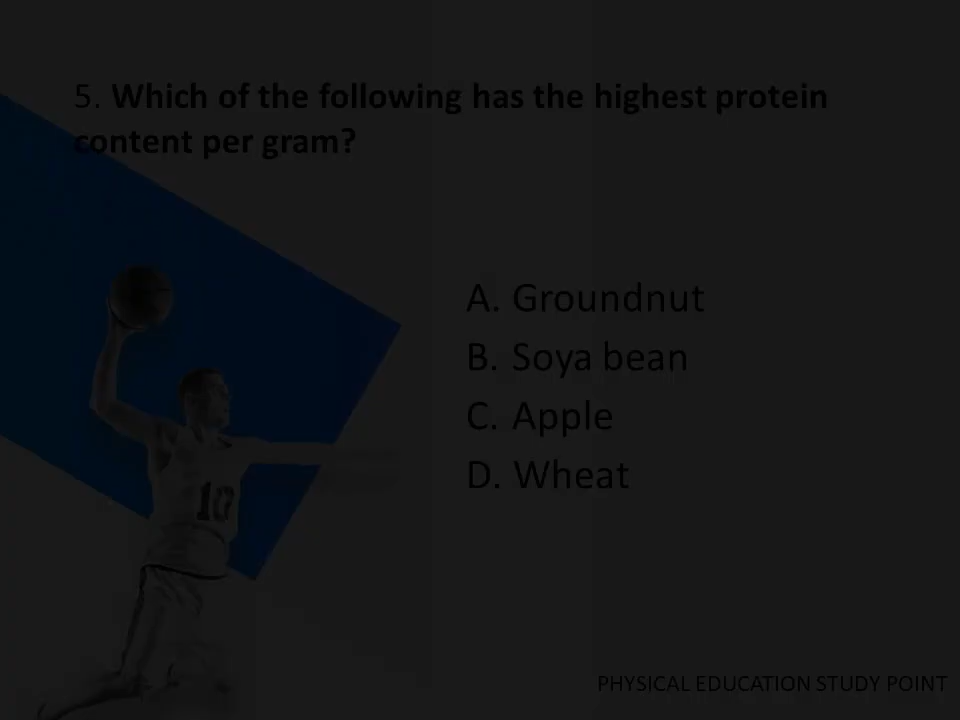 5. Which of the following has the highest protein
content per gram?
A. Groundnut
B. Soya bean
C. Apple
D. Wheat
10
PHYSICAL EDUCATION STUDY POINT